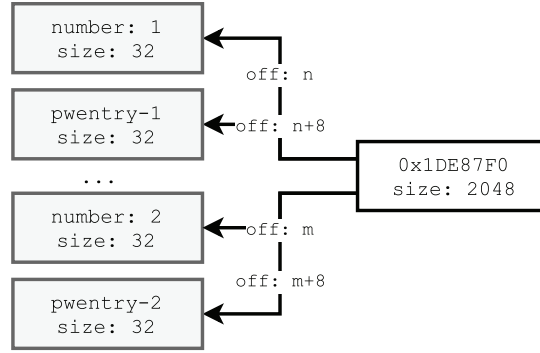 number: 1
size: 32
off: n
pwentry-1
size: 32
off: n+8
0x1DE87F0
size: 2048
...
number: 2
size: 32
off: m
off: m+8
pwentry-2
size: 32